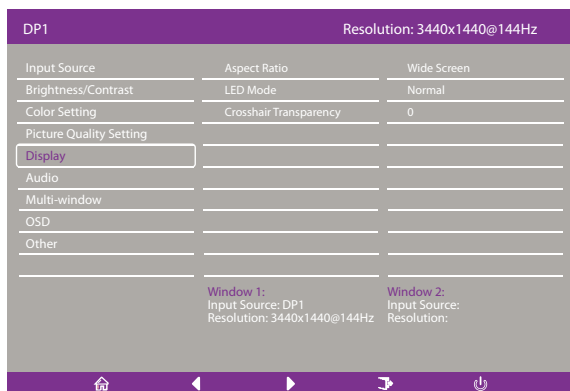 DP1 Resolution: 3440x1440@144Hz
Input Source Aspect Ratio Wide Screen
Brightness/Contrast LED Mode Normal
Color Setting Crosshair Transparency 0
Picture Quality Setting
Display
Audio
Multi-window
OSD
Other
Window 1: Window 2:
Input Source: DP1 Input Source:
Resolution: 3440x1440@144Hz Resolution: